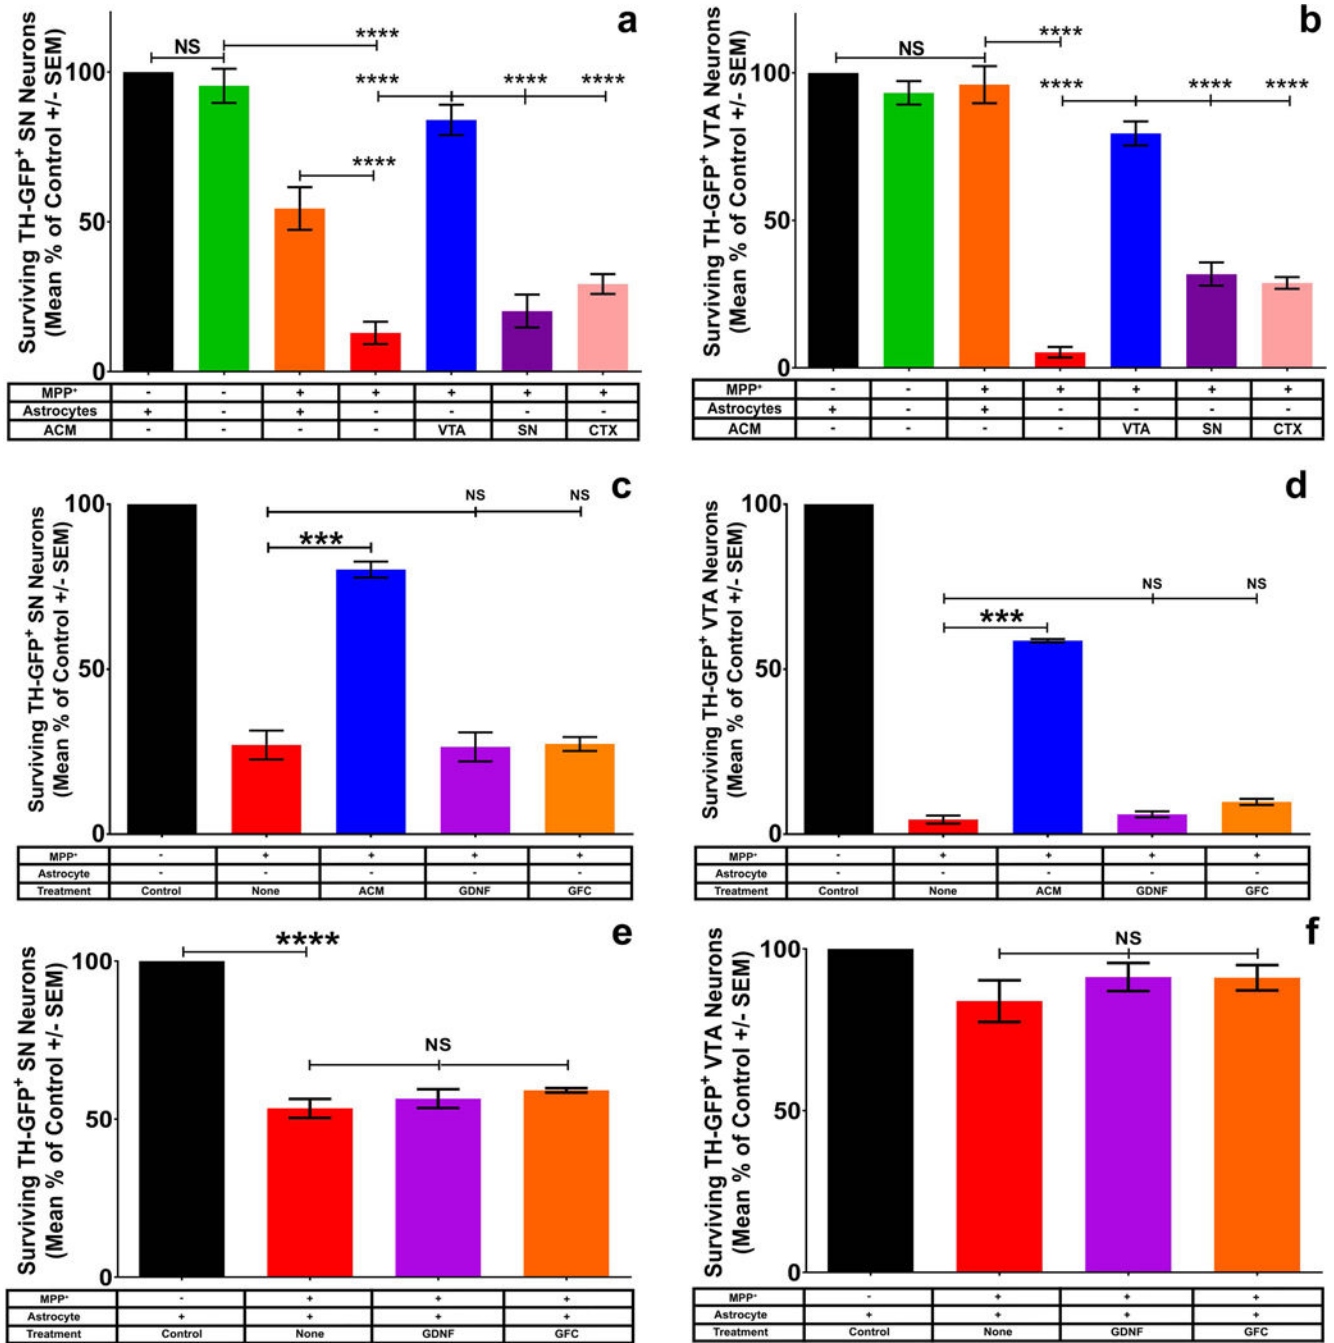 a
Surviving TH-GFP⁺ SN Neurons
(Mean % of Control +/- SEM)
100
50
0
NS
****
****
****
****
****
MPP⁺ - - + + + + +
Astrocytes + - + - - - -
ACM - - - - VTA SN CTX
b
Surviving TH-GFP⁺ VTA Neurons
(Mean % of Control +/- SEM)
100
50
0
NS
****
****
****
****
MPP⁺ - - + + + + +
Astrocytes + - + - - - -
ACM - - - - VTA SN CTX
c
Surviving TH-GFP⁺ SN Neurons
(Mean % of Control +/- SEM)
100
50
0
NS
NS
***
MPP⁺ - + + + +
Astrocyte - - - - -
Treatment Control None ACM GDNF GFC
d
Surviving TH-GFP⁺ VTA Neurons
(Mean % of Control +/- SEM)
100
50
0
NS
NS
***
MPP⁺ - + + + +
Astrocyte - - - - -
Treatment Control None ACM GDNF GFC
e
Surviving TH-GFP⁺ SN Neurons
(Mean % of Control +/- SEM)
100
50
0
****
NS
MPP⁺ - + + +
Astrocyte + + + +
Treatment Control None GDNF GFC
f
Surviving TH-GFP⁺ VTA Neurons
(Mean % of Control +/- SEM)
100
50
0
NS
MPP⁺ - + + +
Astrocyte + + + +
Treatment Control None GDNF GFC